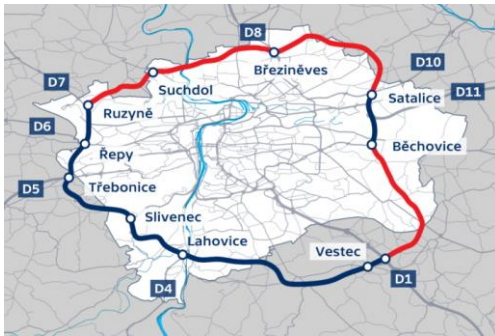 D8
D7
Březiněves
D10
Suchdol
D11
Satalice
Ruzyně
D6
Řepy
Běchovice
D5
Třebonice
Slivenec
Lahovice
Vestec
D1
D4